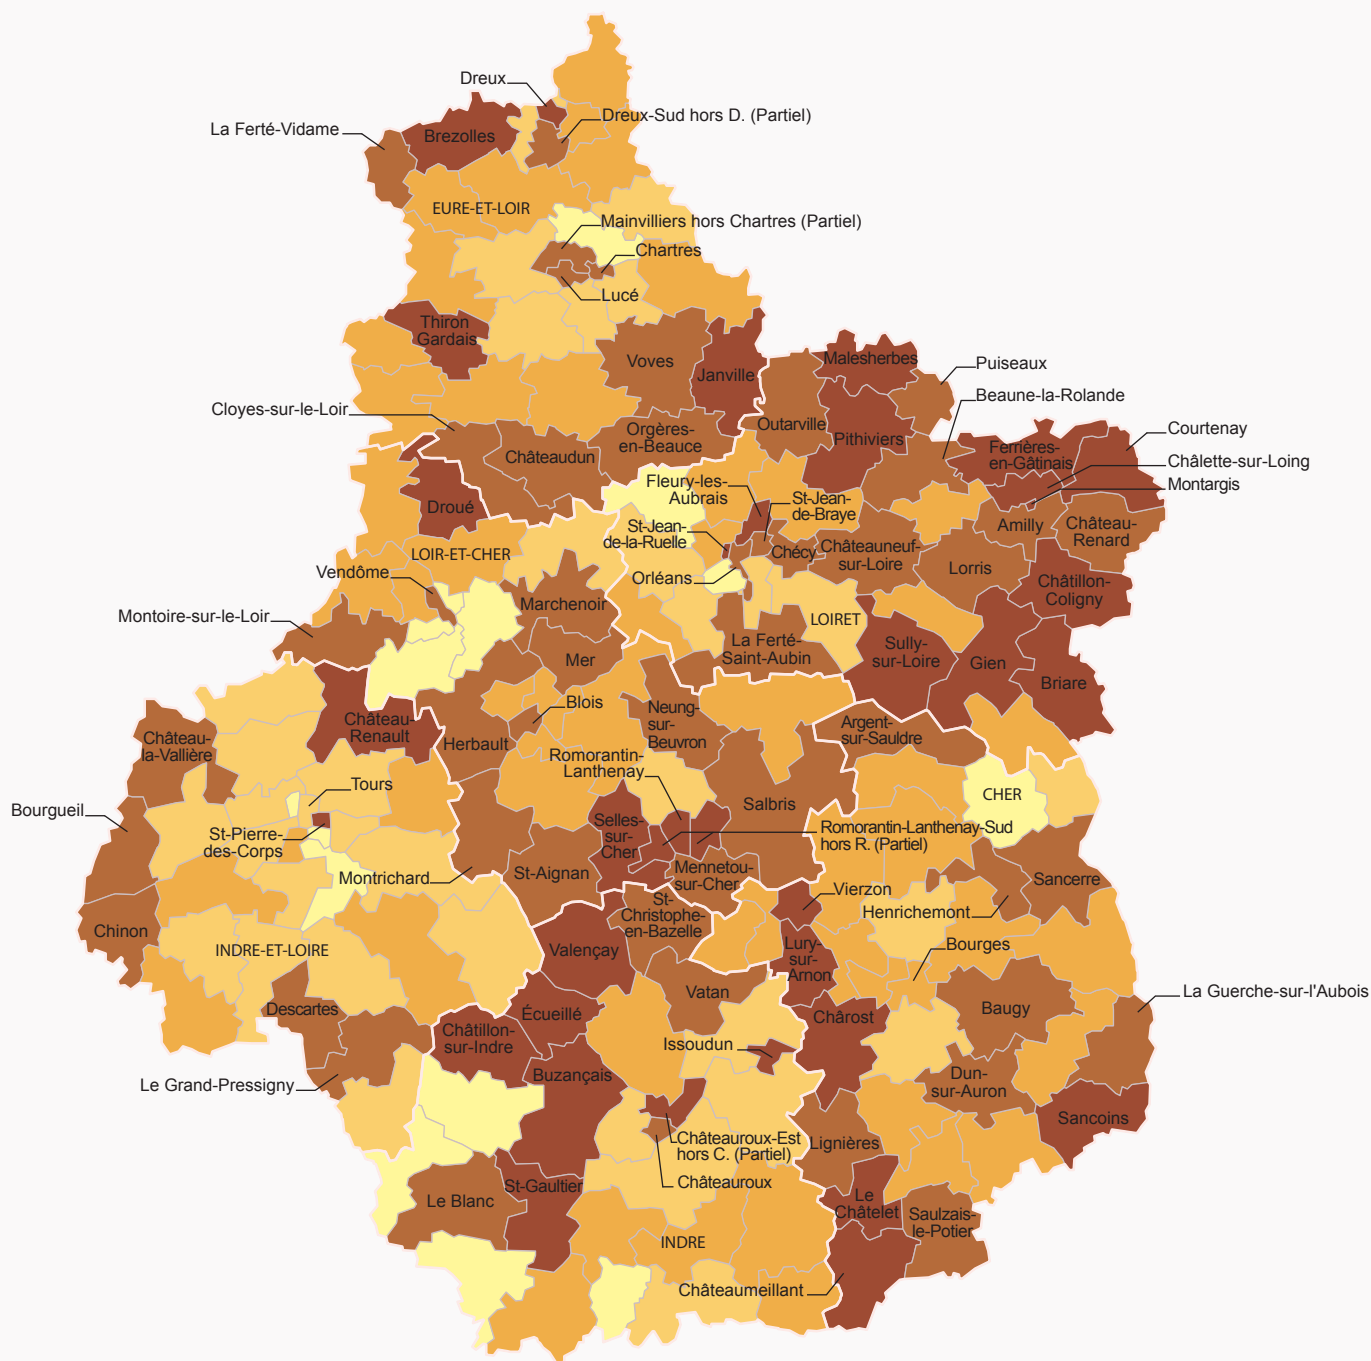 Dreux
Dreux-Sud hors D. (Partiel)
La Ferté-Vidame
Brezolles
EURE-ET-LOIR
Mainvilliers hors Chartres (Partiel)
Chartres
Lucé
Thiron
Gardais
Voves
Janville
Malesherbes
Puiseaux
Beaune-la-Rolande
Cloyes-sur-le-Loir
Outarville
Pithiviers
Orgères-
en-Beauce
Courtenay
Ferrières-
en-Gâtinais
Châteaudun
Châlette-sur-Loing
Montargis
Fleury-les-
Aubrais
St-Jean-
de-Braye
Droué
Amilly
Château-
Renard
St-Jean-
de-la-Ruelle
LOIR-ET-CHER
Chécy
Châteauneuf-
sur-Loire
Lorris
Vendôme
Orléans
Châtillon-
Coligny
Marchenoir
Montoire-sur-le-Loir
LOIRET
La Ferté-
Saint-Aubin
Sully-
sur-Loire
Mer
Gien
Briare
Blois
Neung-
sur-
Beuvron
Château-
Renault
Argent-
sur-Sauldre
Château-
la-Vallière
Herbault
Romorantin-
Lanthenay
Tours
CHER
Salbris
Bourgueil
St-Pierre-
des-Corps
Selles-
sur-
Cher
Romorantin-Lanthenay-Sud
hors R. (Partiel)
Montrichard
St-Aignan
Mennetou-
sur-Cher
Sancerre
Vierzon
St-
Christophe-
en-Bazelle
Henrichemont
Chinon
INDRE-ET-LOIRE
Valençay
Lury-
sur-
Arnon
Bourges
Vatan
La Guerche-sur-l'Aubois
Descartes
Écueillé
Chârost
Baugy
Châtillon-
sur-Indre
Issoudun
Le Grand-Pressigny
Buzançais
Dun-
sur-Auron
Sancoins
Châteauroux-Est
hors C. (Partiel)
Lignières
Châteauroux
St-Gaultier
Le Blanc
Le
Châtelet
Saulzais-
le-Potier
INDRE
Châteaumeillant